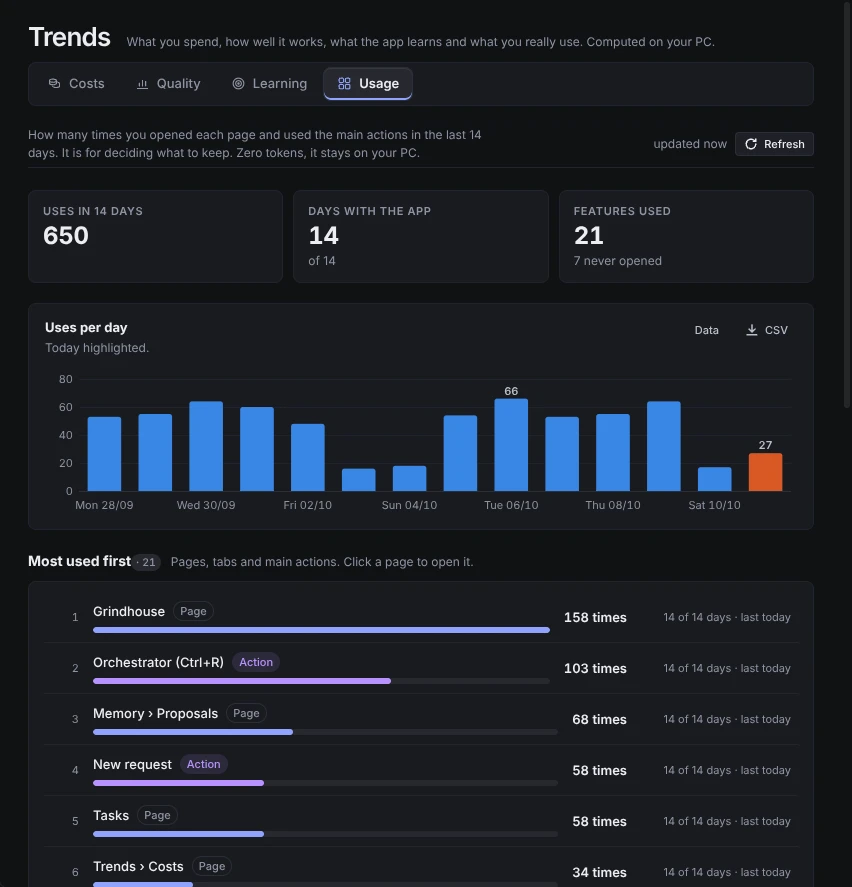 Trends What you spend, how well it works, what the app learns and what you really use. Computed on your PC.
Costs Quality Learning Usage
How many times you opened each page and used the main actions in the last 14
days. It is for deciding what to keep. Zero tokens, it stays on your PC.
updated now Refresh
USES IN 14 DAYS
650
DAYS WITH THE APP
14
of 14
FEATURES USED
21
7 never opened
Uses per day
Today highlighted.
Data CSV
80
60
40
20
0
66
27
Mon 28/09 Wed 30/09 Fri 02/10 Sun 04/10 Tue 06/10 Thu 08/10 Sat 10/10
Most used first · 21 Pages, tabs and main actions. Click a page to open it.
1 Grindhouse Page 158 times 14 of 14 days · last today
2 Orchestrator (Ctrl+R) Action 103 times 14 of 14 days · last today
3 Memory › Proposals Page 68 times 14 of 14 days · last today
4 New request Action 58 times 14 of 14 days · last today
5 Tasks Page 58 times 14 of 14 days · last today
6 Trends › Costs Page 34 times 14 of 14 days · last today